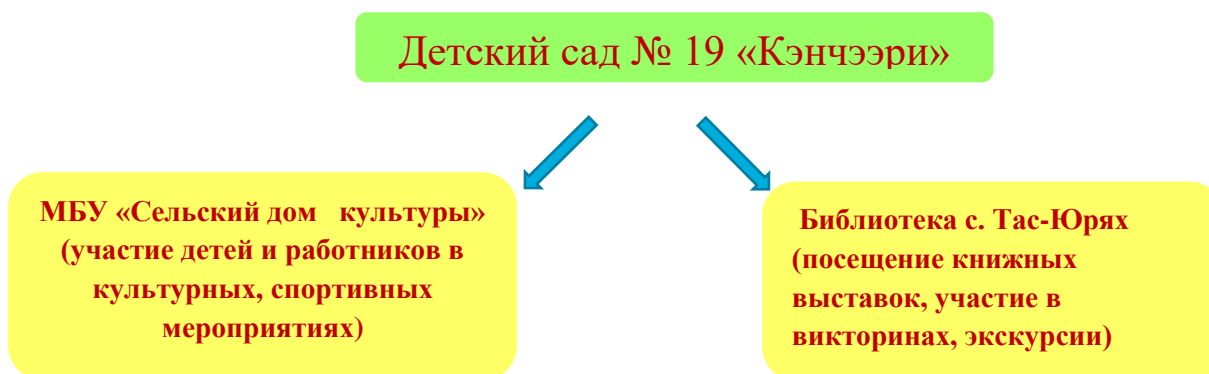 Детский сад № 19 «Кэнчээри»
МБУ «Сельский дом культуры»
(участие детей и работников в
культурных, спортивных
мероприятиях)
Библиотека с. Тас-Юрях
(посещение книжных
выставок, участие в
викторинах, экскурсии)